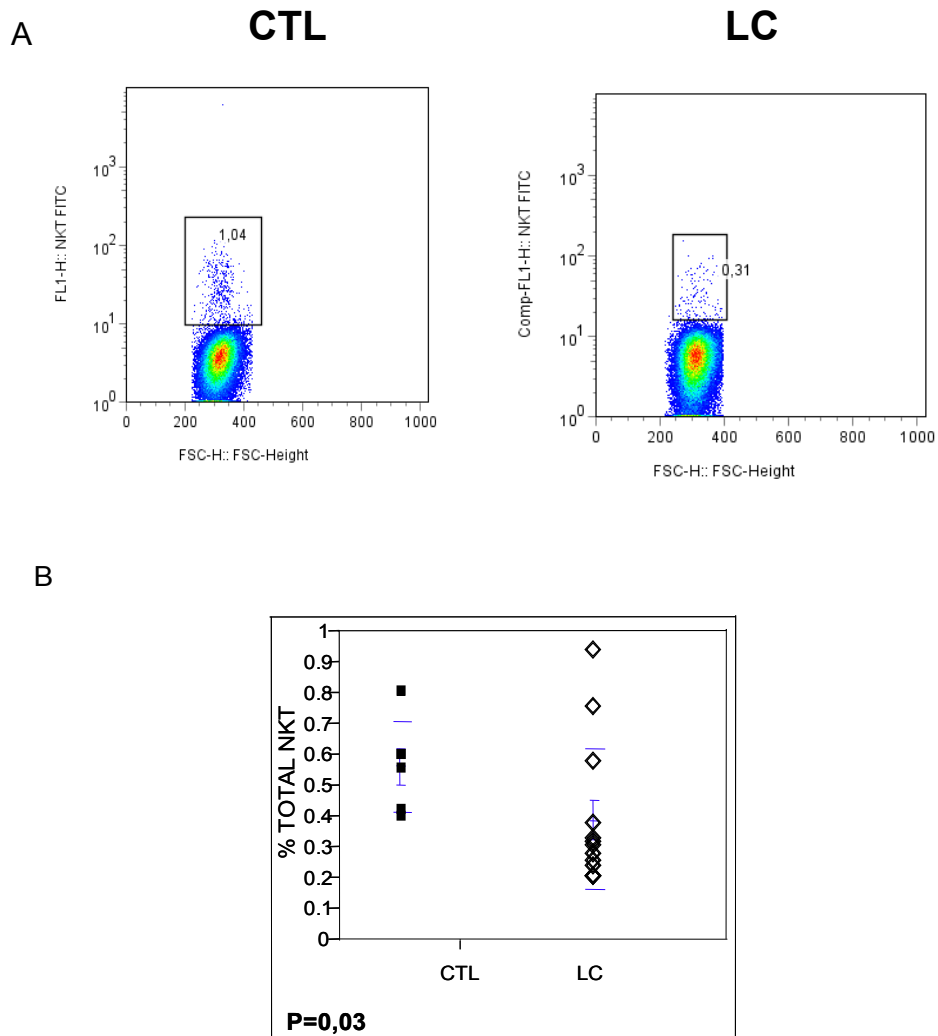 A
CTL
LC
10^3
10^2
10^1
10^0
FL1-H:: NKT FITC
1,04
0 200 400 600 800 1000
FSC-H:: FSC-Height
10^3
10^2
10^1
10^0
Comp-FL1-H:: NKT FITC
0,31
0 200 400 600 800 1000
FSC-H:: FSC-Height
B
% TOTAL NKT
1
0.9
0.8
0.7
0.6
0.5
0.4
0.3
0.2
0.1
0
CTL LC
P=0,03